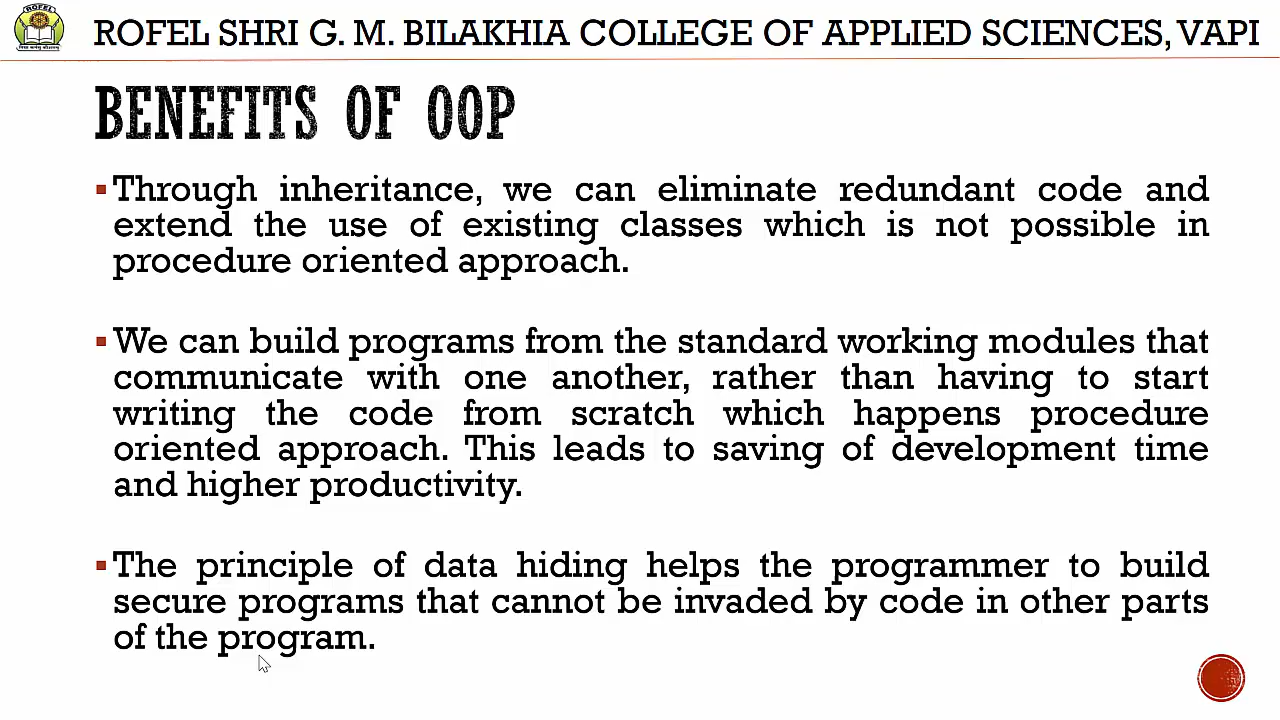 ROFEL
ROFEL SHRI G. M. BILAKHIA COLLEGE OF APPLIED SCIENCES, VAPI
BENEFITS OF OOP
Through inheritance, we can eliminate redundant code and
extend the use of existing classes which is not possible in
procedure oriented approach.
We can build programs from the standard working modules that
communicate with one another, rather than having to start
writing the code from scratch which happens procedure
oriented approach. This leads to saving of development time
and higher productivity.
The principle of data hiding helps the programmer to build
secure programs that cannot be invaded by code in other parts
of the program.